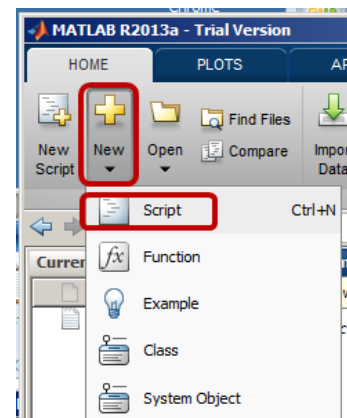 MATLAB R2013a - Trial Version
HOME PLOTS
New Script New Open Find Files
Compare
Script Ctrl+N
fx Function
Example
Class
System Object